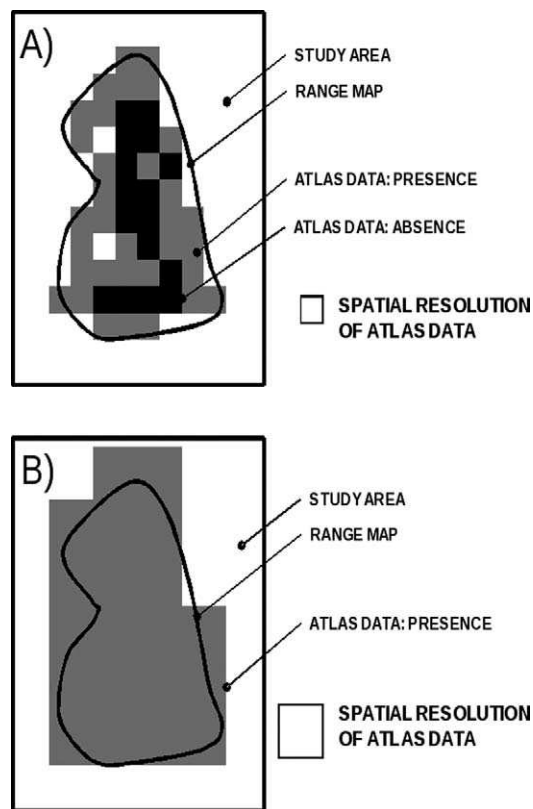 A)
STUDY AREA
RANGE MAP
ATLAS DATA: PRESENCE
ATLAS DATA: ABSENCE
SPATIAL RESOLUTION
OF ATLAS DATA
B)
STUDY AREA
RANGE MAP
ATLAS DATA: PRESENCE
SPATIAL RESOLUTION
OF ATLAS DATA